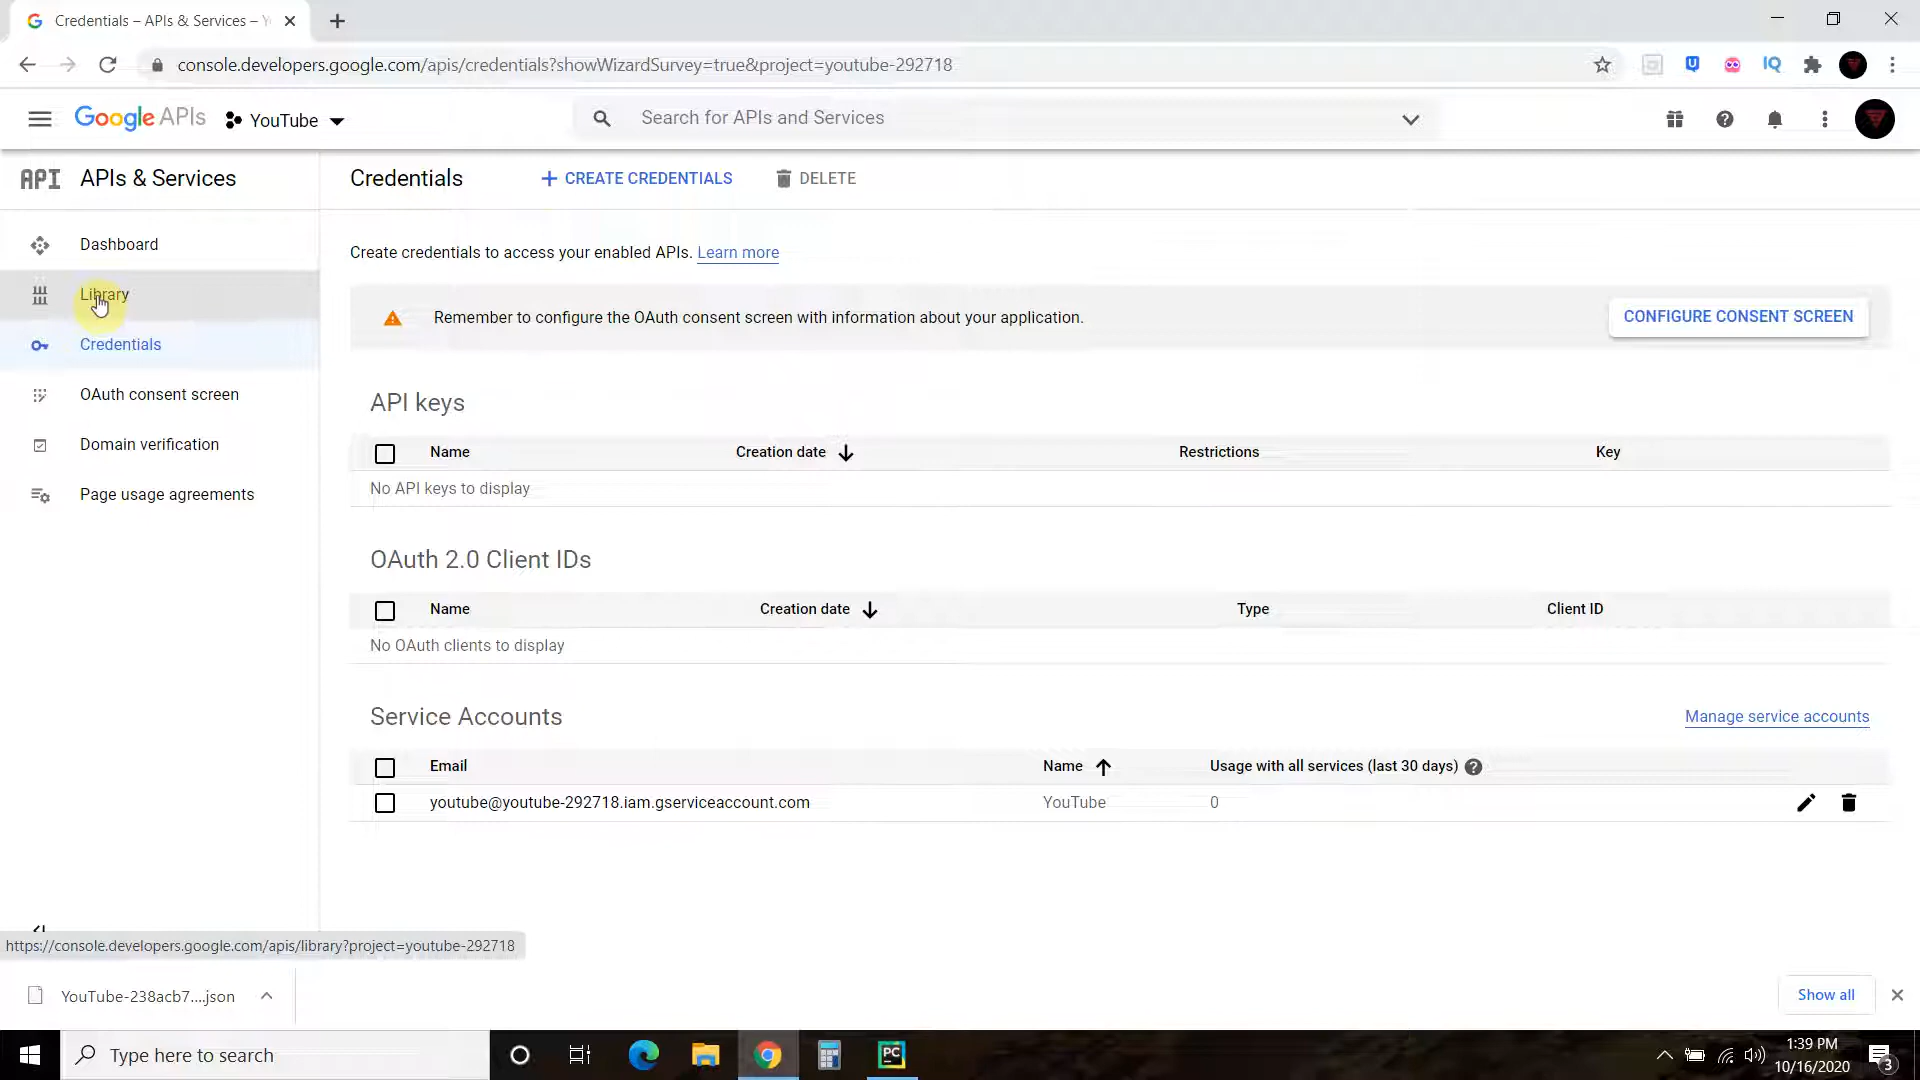 Credentials – APIs & Services – Y
console.developers.google.com/apis/credentials?showWizardSurvey=true&project=youtube-292718
IQ
Google APIs
YouTube
Search for APIs and Services
API APIs & Services
Credentials
CREATE CREDENTIALS
DELETE
Dashboard
Library
Credentials
OAuth consent screen
Domain verification
Page usage agreements
Create credentials to access your enabled APIs. Learn more
Remember to configure the OAuth consent screen with information about your application.
CONFIGURE CONSENT SCREEN
API keys
Name Creation date Restrictions Key
No API keys to display
OAuth 2.0 Client IDs
Name Creation date Type Client ID
No OAuth clients to display
Service Accounts
Manage service accounts
Email Name Usage with all services (last 30 days)
youtube@youtube-292718.iam.gserviceaccount.com YouTube 0
https://console.developers.google.com/apis/library?project=youtube-292718
YouTube-238acb7....json
Show all
Type here to search
PC
1:39 PM
10/16/2020
3